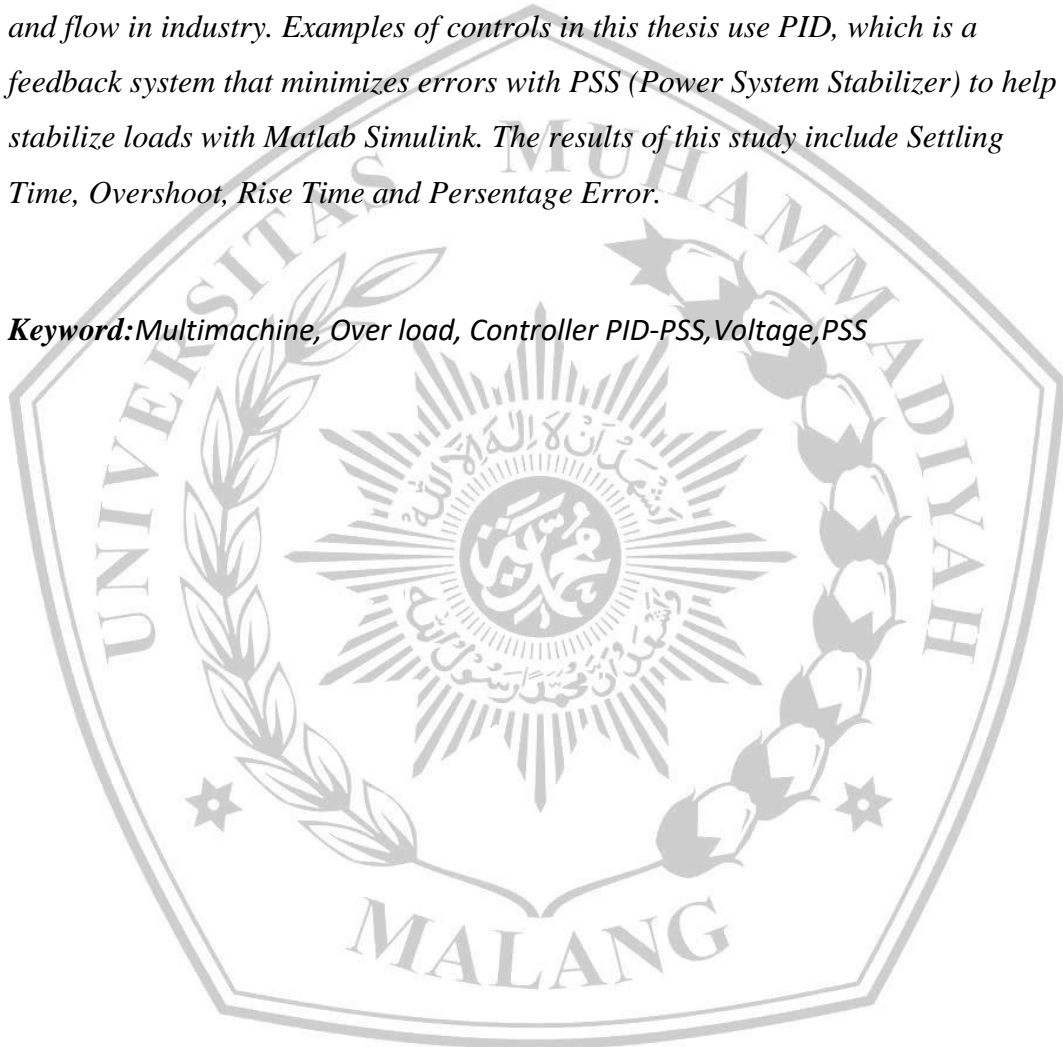 and flow in industry. Examples of controls in this thesis use PID, which is a
feedback system that minimizes errors with PSS (Power System Stabilizer) to help
stabilize loads with Matlab Simulink. The results of this study include Settling
Time, Overshoot, Rise Time and Persentage Error.
Keyword:Multimachine, Over load, Controller PID-PSS,Voltage,PSS
UNIVERSITAS MUHAMMADIYAH
MALANG